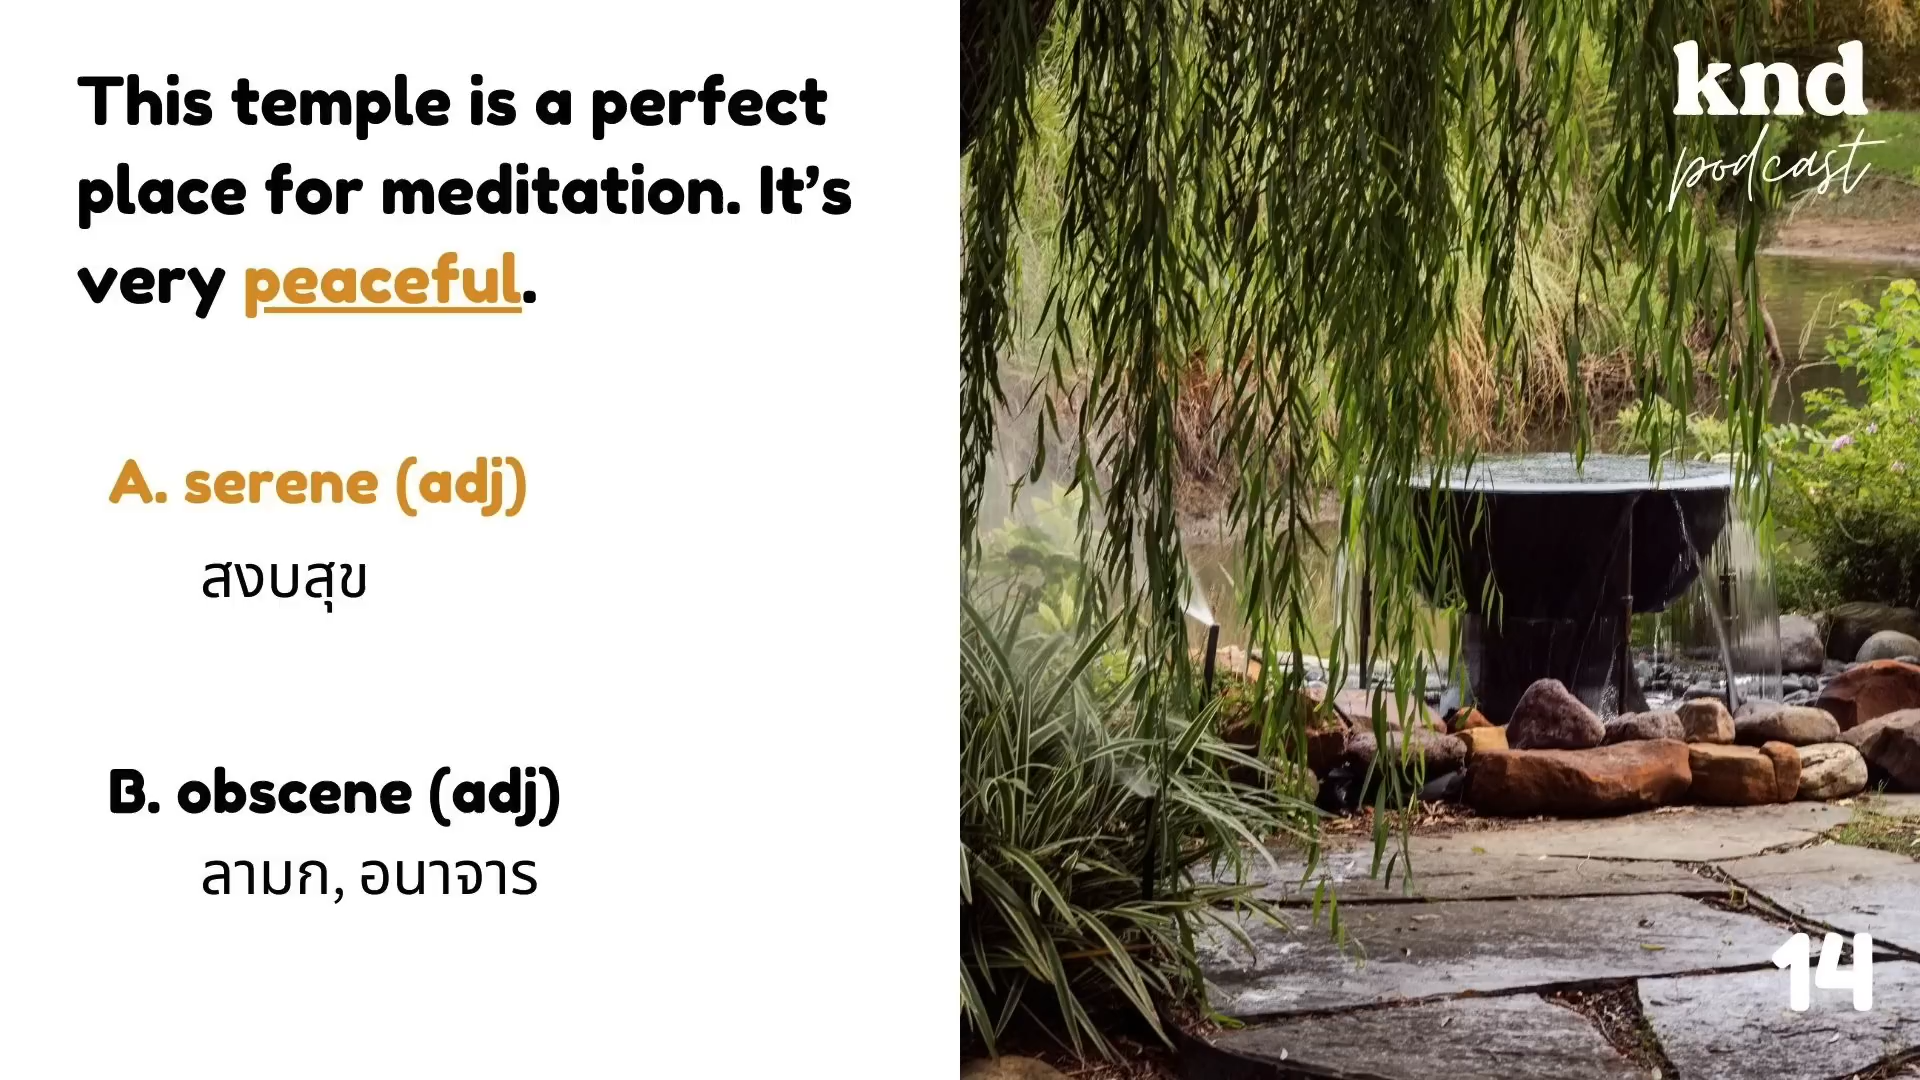 This temple is a perfect
place for meditation. It’s
very peaceful.
A. serene (adj)
สงบสุข
B. obscene (adj)
ลามก, อนาจาร
knd
podcast
14